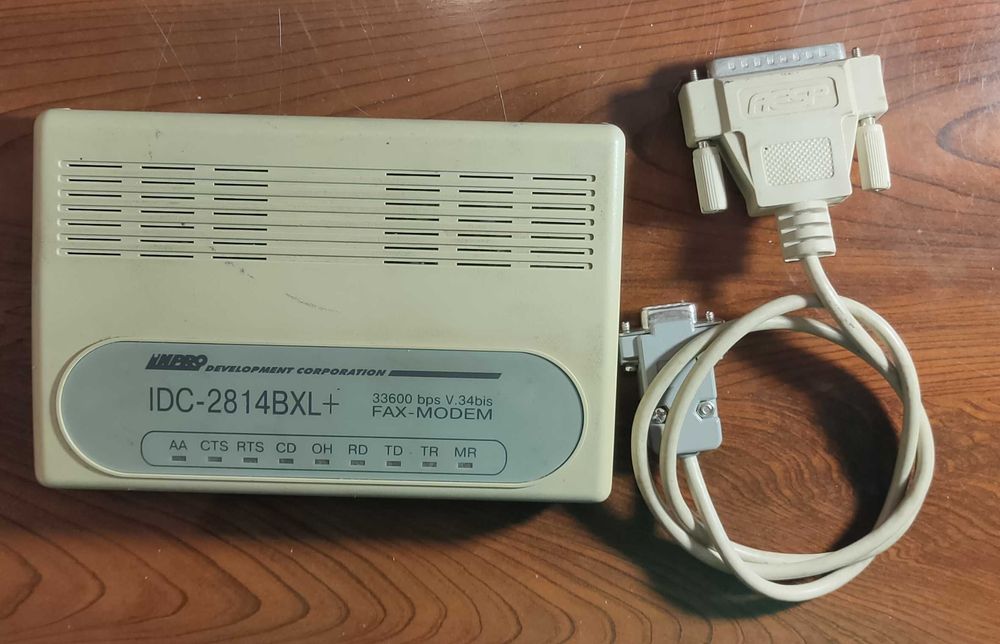 INPRO DEVELOPMENT CORPORATION
IDC-2814BXL+
33600 bps V.34bis
FAX-MODEM
AA CTS RTS CD OH RD TD TR MR
AESP